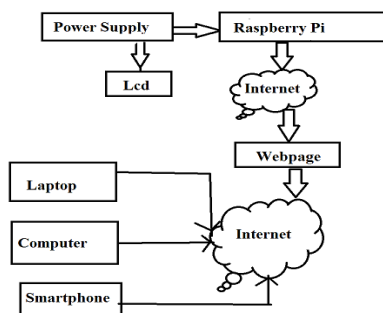 Power Supply
Raspberry Pi
Lcd
Internet
Webpage
Laptop
Internet
Computer
Smartphone